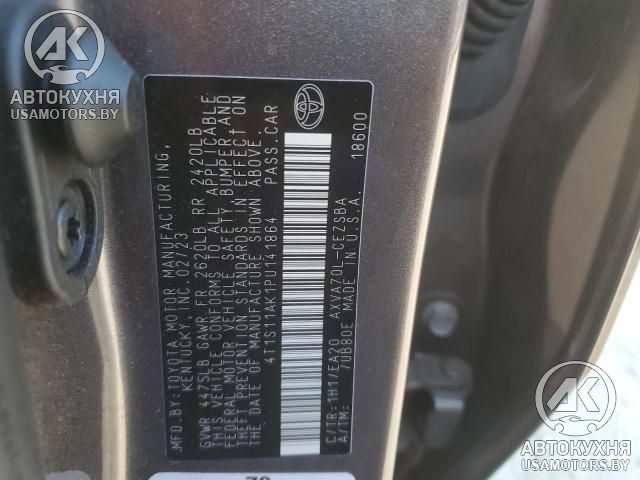 AK
АВТОКУХНЯ
USAMOTORS.BY
MFD. BY: TOYOTA MOTOR MANUFACTURING,
KENTUCKY, INC. 02/23
GVWR 4475LB GAWR FR 2620LB RR 2420LB
THIS VEHICLE CONFORMS TO ALL APPLICABLE
FEDERAL MOTOR VEHICLE SAFETY, BUMPER AND
THEFT PREVENTION STANDARDS IN EFFECT ON
THE DATE OF MANUFACTURE SHOWN ABOVE.
4T1S11AK1PU141864 PASS. CAR
C/TR: 1H1/EA20 AXVA70L-CEZSBA
A/TM: /UB80E MADE IN U.S.A. 18600
AK
АВТОКУХНЯ
USAMOTORS.BY